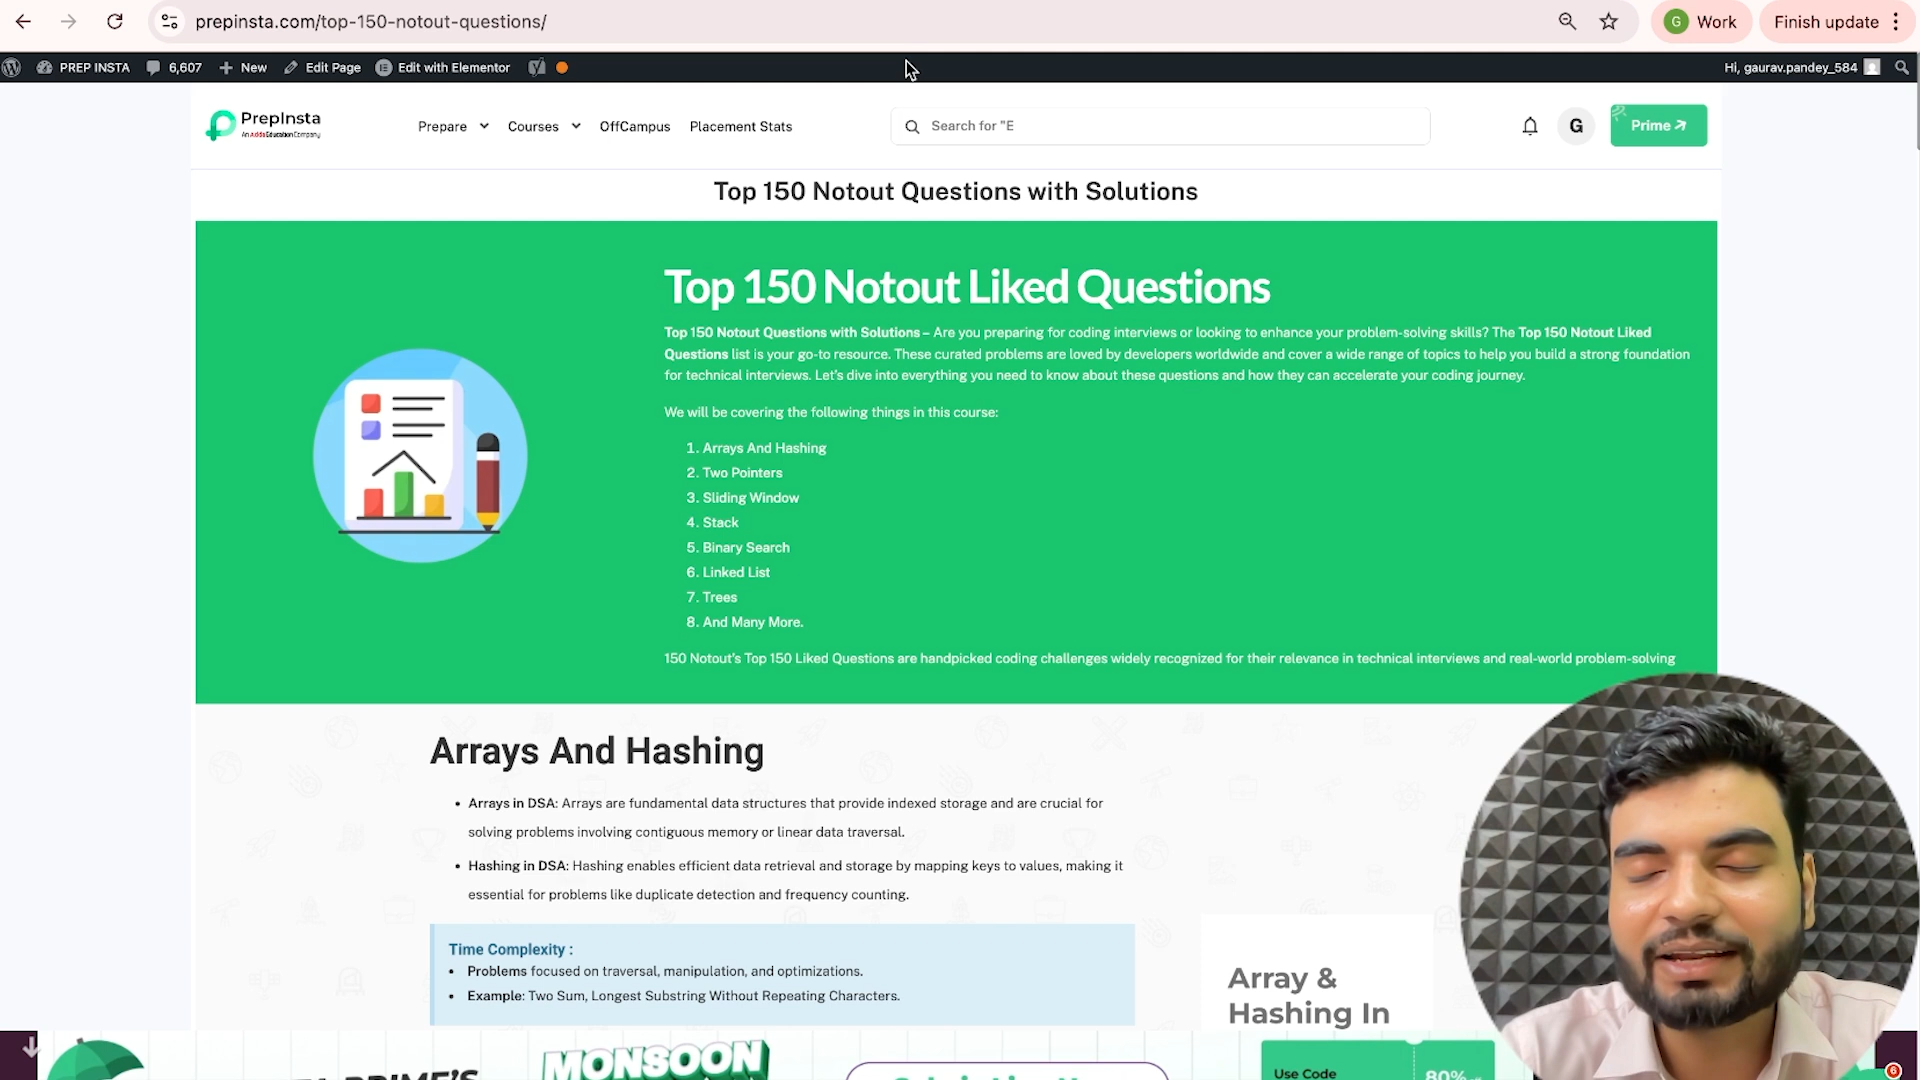 prepinsta.com/top-150-notout-questions/
G Work
Finish update
PREP INSTA 6,607 New Edit Page Edit with Elementor
Hi, gaurav.pandey_584
PrepInsta
An Adda Education Company
Prepare Courses OffCampus Placement Stats
Search for "E
G
Prime
Top 150 Notout Questions with Solutions
Top 150 Notout Liked Questions
Top 150 Notout Questions with Solutions – Are you preparing for coding interviews or looking to enhance your problem-solving skills? The Top 150 Notout Liked
Questions list is your go-to resource. These curated problems are loved by developers worldwide and cover a wide range of topics to help you build a strong foundation
for technical interviews. Let's dive into everything you need to know about these questions and how they can accelerate your coding journey.
We will be covering the following things in this course:
1. Arrays And Hashing
2. Two Pointers
3. Sliding Window
4. Stack
5. Binary Search
6. Linked List
7. Trees
8. And Many More.
150 Notout's Top 150 Liked Questions are handpicked coding challenges widely recognized for their relevance in technical interviews and real-world problem-solving
Arrays And Hashing
• Arrays in DSA: Arrays are fundamental data structures that provide indexed storage and are crucial for
solving problems involving contiguous memory or linear data traversal.
• Hashing in DSA: Hashing enables efficient data retrieval and storage by mapping keys to values, making it
essential for problems like duplicate detection and frequency counting.
Time Complexity :
• Problems focused on traversal, manipulation, and optimizations.
• Example: Two Sum, Longest Substring Without Repeating Characters.
Array &
Hashing In
PRIME'S
MONSOON
Use Code
80%
6